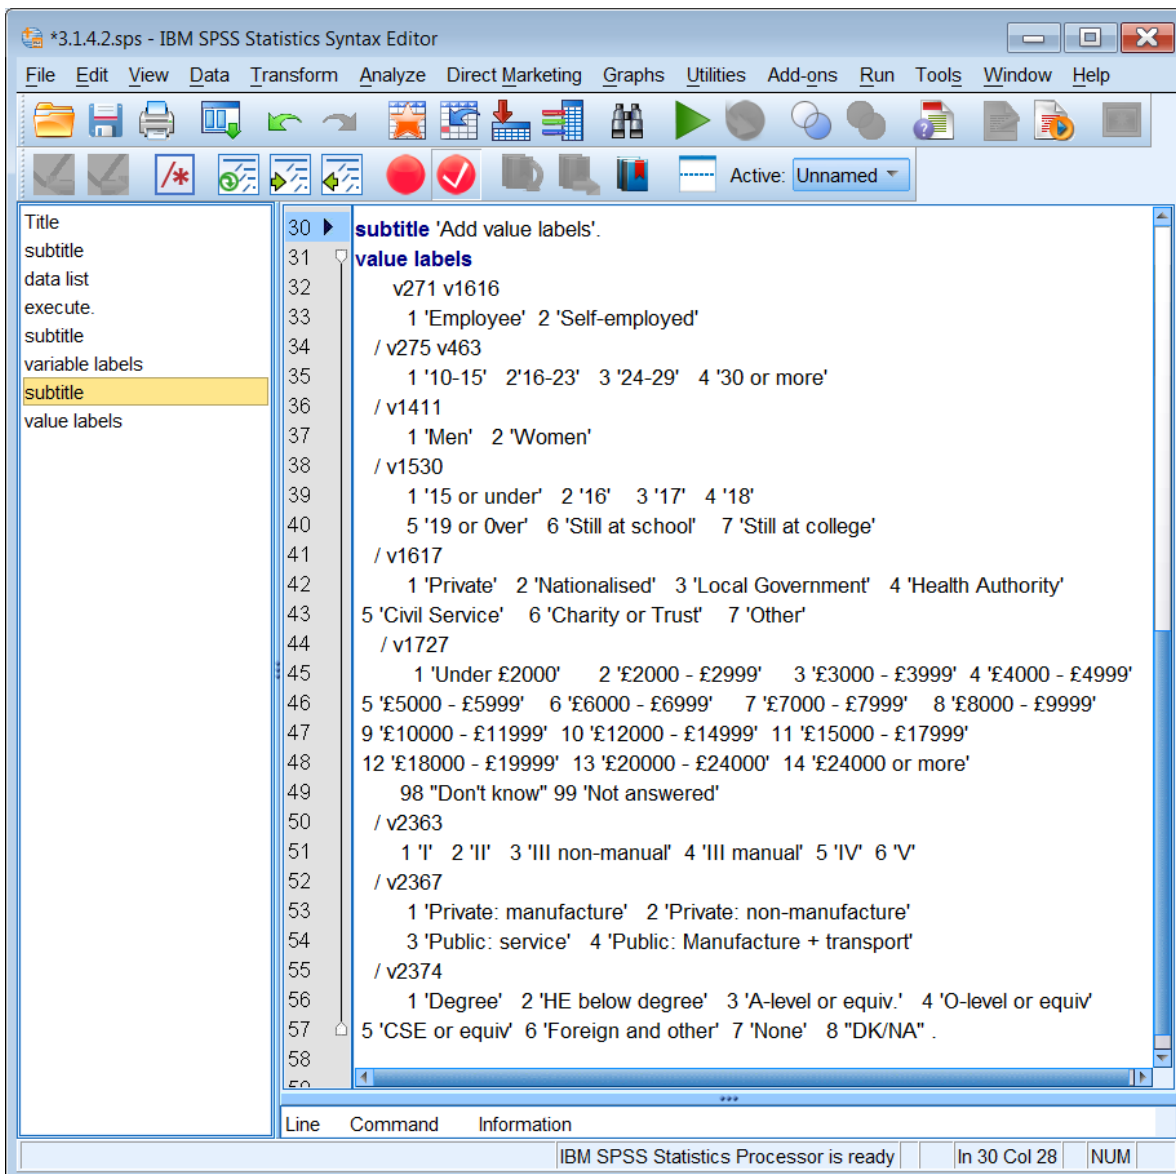 *3.1.4.2.sps - IBM SPSS Statistics Syntax Editor
File Edit View Data Transform Analyze Direct Marketing Graphs Utilities Add-ons Run Tools Window Help
/*
Active: Unnamed
Title
subtitle
data list
execute.
subtitle
variable labels
subtitle
value labels
30 subtitle 'Add value labels'.
31 value labels
32 v271 v1616
33 1 'Employee' 2 'Self-employed'
34 / v275 v463
35 1 '10-15' 2'16-23' 3 '24-29' 4 '30 or more'
36 / v1411
37 1 'Men' 2 'Women'
38 / v1530
39 1 '15 or under' 2 '16' 3 '17' 4 '18'
40 5 '19 or 0ver' 6 'Still at school' 7 'Still at college'
41 / v1617
42 1 'Private' 2 'Nationalised' 3 'Local Government' 4 'Health Authority'
43 5 'Civil Service' 6 'Charity or Trust' 7 'Other'
44 / v1727
45 1 'Under £2000' 2 '£2000 - £2999' 3 '£3000 - £3999' 4 '£4000 - £4999'
46 5 '£5000 - £5999' 6 '£6000 - £6999' 7 '£7000 - £7999' 8 '£8000 - £9999'
47 9 '£10000 - £11999' 10 '£12000 - £14999' 11 '£15000 - £17999'
48 12 '£18000 - £19999' 13 '£20000 - £24000' 14 '£24000 or more'
49 98 "Don't know" 99 'Not answered'
50 / v2363
51 1 'I' 2 'II' 3 'III non-manual' 4 'III manual' 5 'IV' 6 'V'
52 / v2367
53 1 'Private: manufacture' 2 'Private: non-manufacture'
54 3 'Public: service' 4 'Public: Manufacture + transport'
55 / v2374
56 1 'Degree' 2 'HE below degree' 3 'A-level or equiv.' 4 'O-level or equiv'
57 5 'CSE or equiv' 6 'Foreign and other' 7 'None' 8 "DK/NA" .
58
59
Line Command Information
IBM SPSS Statistics Processor is ready In 30 Col 28 NUM